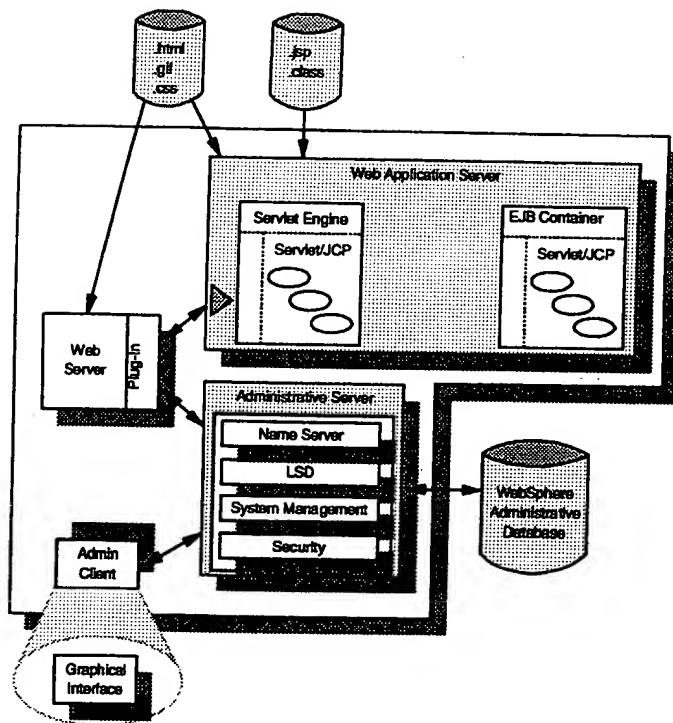 .html
.gif
.css
.jsp
.class
Web Application Server
Servlet Engine
Servlet/JCP
EJB Container
Servlet/JCP
Web
Server
Plug-In
Administrative Server
Name Server
LSD
System Management
Security
WebSphere
Administrative
Database
Admin
Client
Graphical
Interface